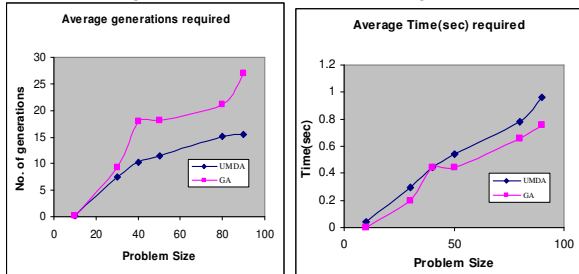 Average generations required
No. of generations
30
25
20
15
10
5
0
0 20 40 60 80 100
Problem Size
UMDA
GA
Average Time(sec) required
Time(sec)
1.2
1
0.8
0.6
0.4
0.2
0
0 50 100
Problem Size
UMDA
GA